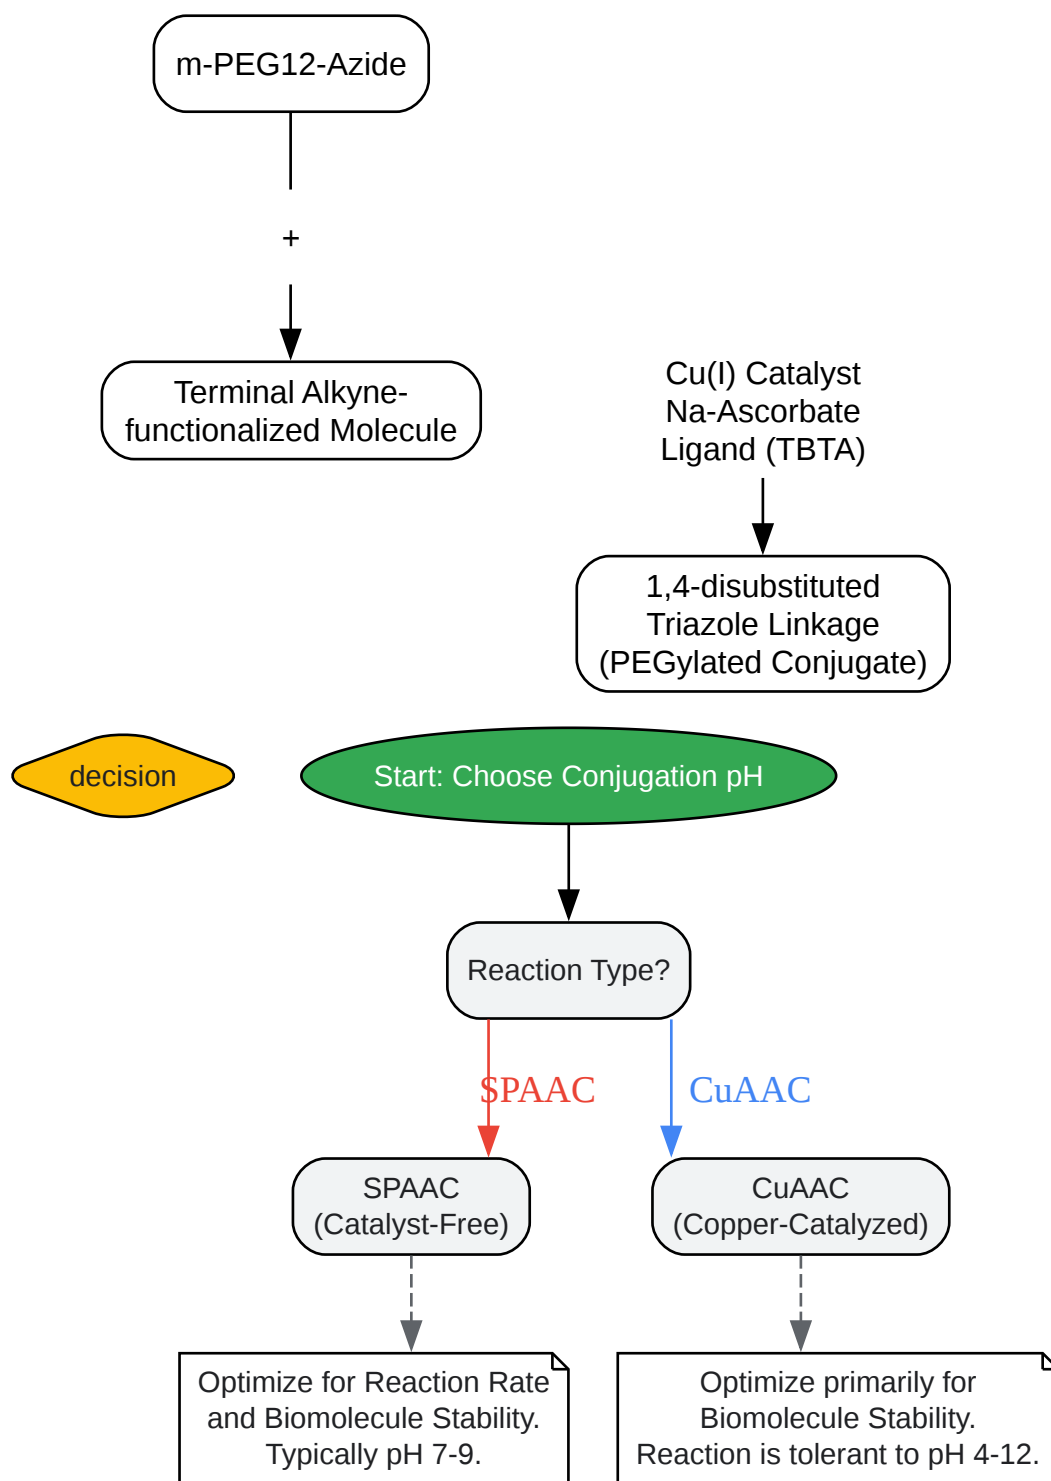 m-PEG12-Azide
+
Terminal Alkyne-
functionalized Molecule
Cu(I) Catalyst
Na-Ascorbate
Ligand (TBTA)
1,4-disubstituted
Triazole Linkage
(PEGylated Conjugate)
decision
Start: Choose Conjugation pH
Reaction Type?
SPAAC
CuAAC
SPAAC
(Catalyst-Free)
CuAAC
(Copper-Catalyzed)
Optimize for Reaction Rate
and Biomolecule Stability.
Typically pH 7-9.
Optimize primarily for
Biomolecule Stability.
Reaction is tolerant to pH 4-12.